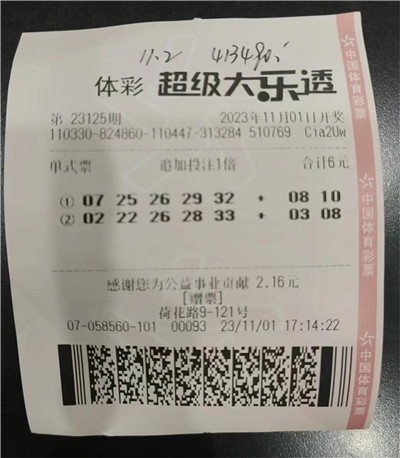 11.2
体彩 超级大乐透
第 23125期 2023年11月01日开奖
110330-824860-110447-313284 510769 Cia2Uw
单式票 追加投注1倍 合计6元
① 07 25 26 29 32 + 08 10
② 02 22 26 28 33 + 03 08
感谢您为公益事业贡献 2.16元
[赠票]
荷花路9-121号
07-058560-101 00093 23/11/01 17:14:22
中国体育彩票
中国体育彩票
中国体育彩票